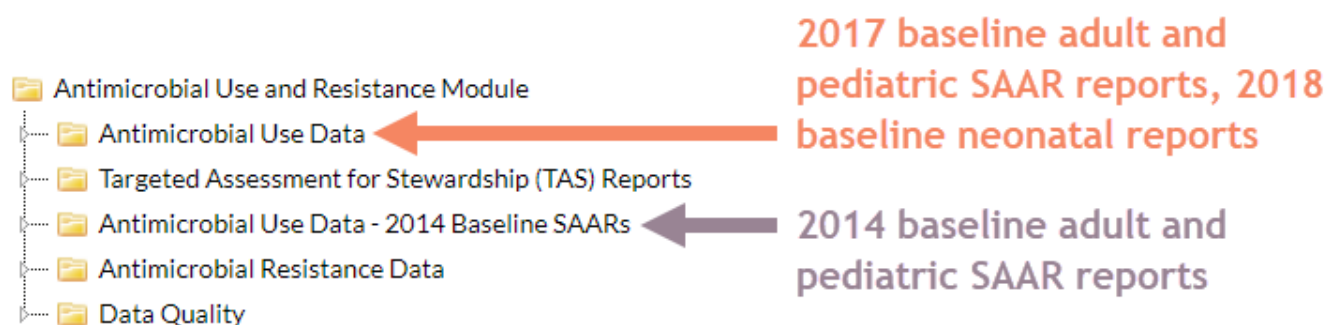 Antimicrobial Use and Resistance Module
Antimicrobial Use Data
Targeted Assessment for Stewardship (TAS) Reports
Antimicrobial Use Data - 2014 Baseline SAARs
Antimicrobial Resistance Data
Data Quality
2017 baseline adult and
pediatric SAAR reports, 2018
baseline neonatal reports
2014 baseline adult and
pediatric SAAR reports